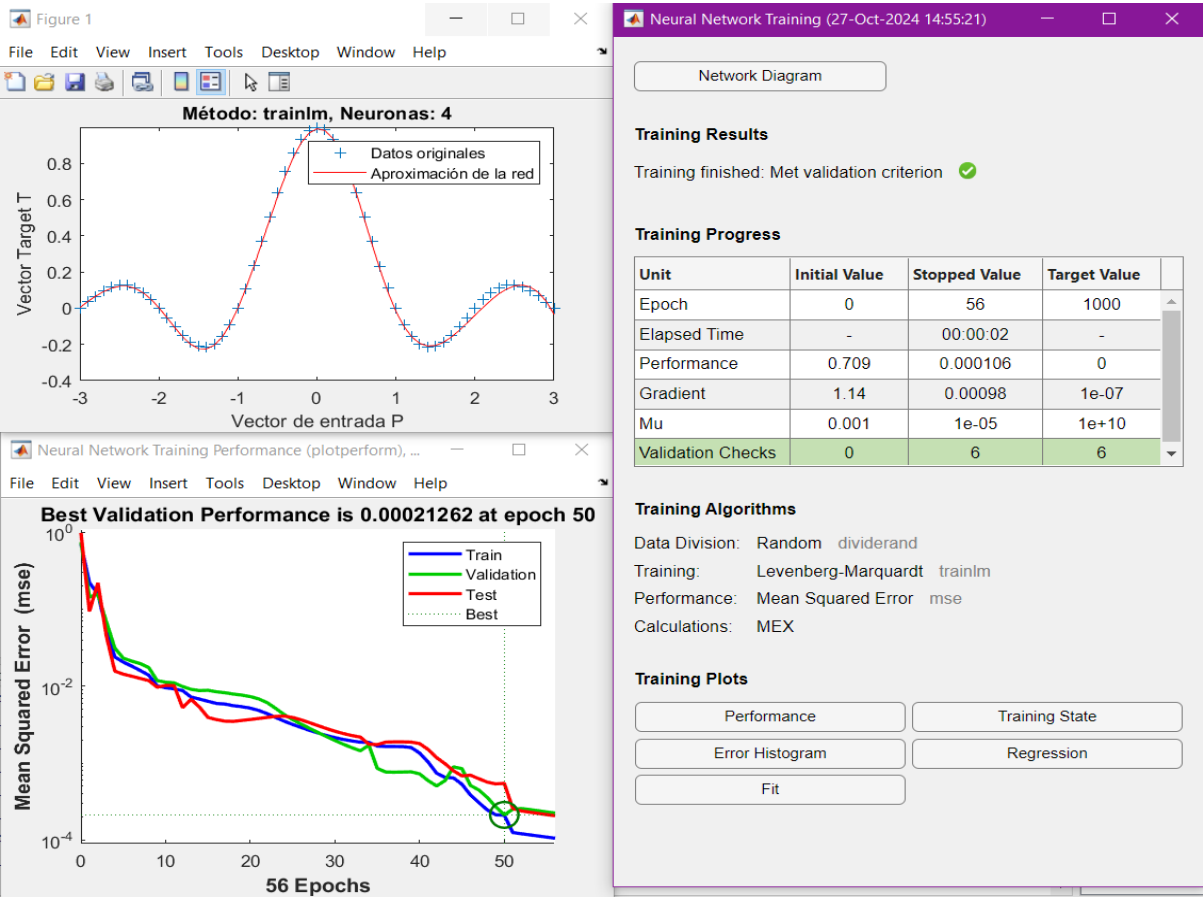 Figure 1
File Edit View Insert Tools Desktop Window Help
Método: trainlm, Neuronas: 4
Datos originales
Aproximación de la red
Vector Target T
0.8
0.6
0.4
0.2
0
-0.2
-0.4
-3 -2 -1 0 1 2 3
Vector de entrada P
Neural Network Training Performance (plotperform), ...
File Edit View Insert Tools Desktop Window Help
Best Validation Performance is 0.00021262 at epoch 50
Train
Validation
Test
Best
Mean Squared Error (mse)
10^0
10^-2
10^-4
0 10 20 30 40 50
56 Epochs
Neural Network Training (27-Oct-2024 14:55:21)
Network Diagram
Training Results
Training finished: Met validation criterion
Training Progress
Unit Initial Value Stopped Value Target Value
Epoch 0 56 1000
Elapsed Time - 00:00:02 -
Performance 0.709 0.000106 0
Gradient 1.14 0.00098 1e-07
Mu 0.001 1e-05 1e+10
Validation Checks 0 6 6
Training Algorithms
Data Division: Random dividerand
Training: Levenberg-Marquardt trainlm
Performance: Mean Squared Error mse
Calculations: MEX
Training Plots
Performance Training State
Error Histogram Regression
Fit